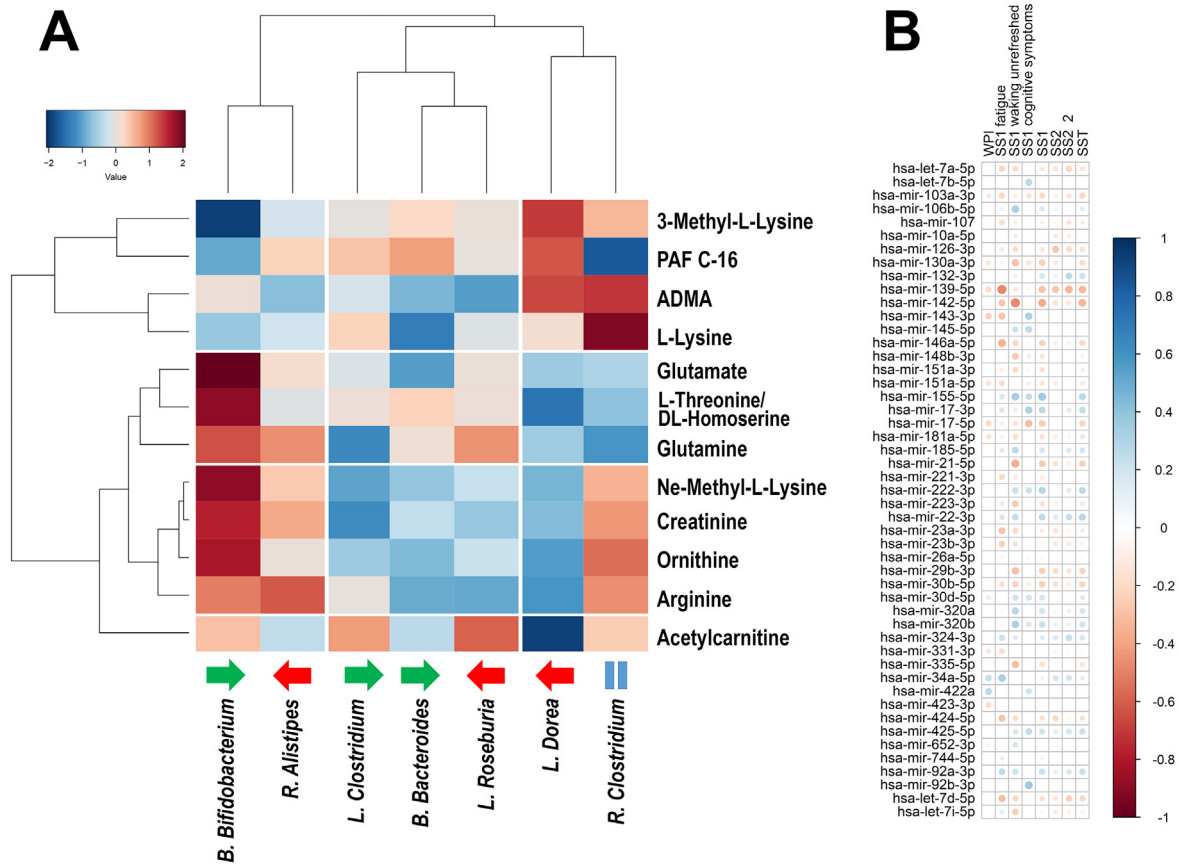 A
B
−2 −1 0 1 2
Value
3-Methyl-L-Lysine
PAF C-16
ADMA
L-Lysine
Glutamate
L-Threonine/
DL-Homoserine
Glutamine
Ne-Methyl-L-Lysine
Creatinine
Ornithine
Arginine
Acetylcarnitine
B. Bifidobacterium
R. Alistipes
L. Clostridium
B. Bacteroides
L. Roseburia
L. Dorea
R. Clostridium
WPI
SS1 fatigue
SS1 waking unrefreshed
SS1 cognitive symptoms
SS1
SS2
SS2 2
SST
hsa-let-7a-5p
hsa-let-7b-5p
hsa-mir-103a-3p
hsa-mir-106b-5p
hsa-mir-107
hsa-mir-10a-5p
hsa-mir-126-3p
hsa-mir-130a-3p
hsa-mir-132-3p
hsa-mir-139-5p
hsa-mir-142-5p
hsa-mir-143-3p
hsa-mir-145-5p
hsa-mir-146a-5p
hsa-mir-148b-3p
hsa-mir-151a-3p
hsa-mir-151a-5p
hsa-mir-155-5p
hsa-mir-17-3p
hsa-mir-17-5p
hsa-mir-181a-5p
hsa-mir-185-5p
hsa-mir-21-5p
hsa-mir-221-3p
hsa-mir-222-3p
hsa-mir-223-3p
hsa-mir-22-3p
hsa-mir-23a-3p
hsa-mir-23b-3p
hsa-mir-26a-5p
hsa-mir-29b-3p
hsa-mir-30b-5p
hsa-mir-30d-5p
hsa-mir-320a
hsa-mir-320b
hsa-mir-324-3p
hsa-mir-331-3p
hsa-mir-335-5p
hsa-mir-34a-5p
hsa-mir-422a
hsa-mir-423-3p
hsa-mir-424-5p
hsa-mir-425-5p
hsa-mir-652-3p
hsa-mir-744-5p
hsa-mir-92a-3p
hsa-mir-92b-3p
hsa-let-7d-5p
hsa-let-7i-5p
1
0.8
0.6
0.4
0.2
0
-0.2
-0.4
-0.6
-0.8
-1